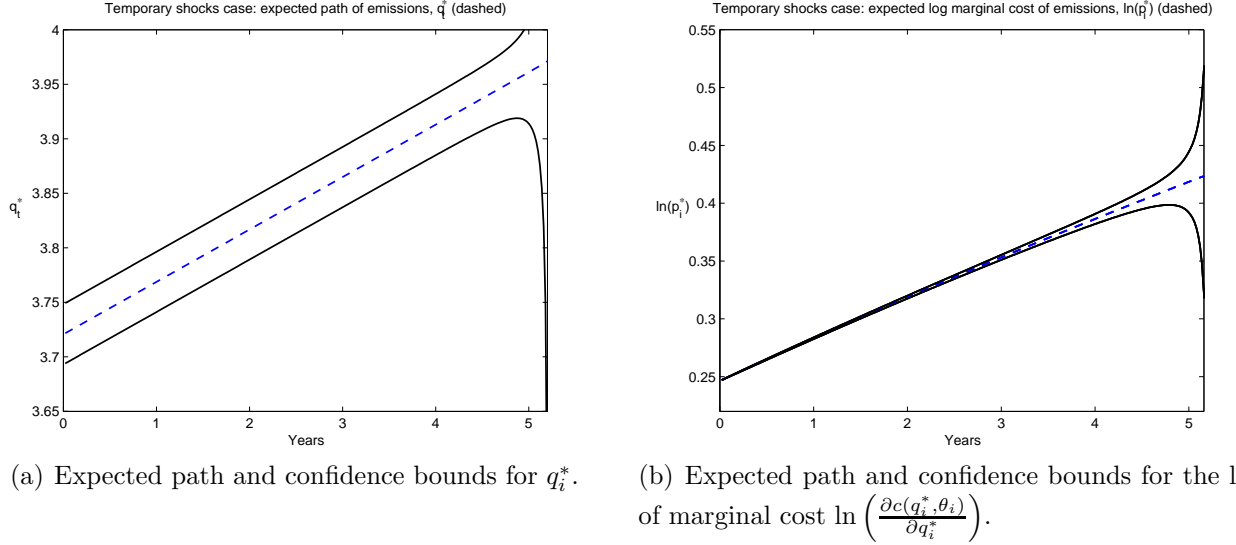 Temporary shocks case: expected path of emissions, q*t (dashed)
4
3.95
3.9
3.85
3.8
3.75
3.7
3.65
q*t
0 1 2 3 4 5
Years
(a) Expected path and confidence bounds for q*i.
Temporary shocks case: expected log marginal cost of emissions, ln(p*i) (dashed)
0.55
0.5
0.45
0.4
0.35
0.3
0.25
ln(p*i)
0 1 2 3 4 5
Years
(b) Expected path and confidence bounds for the l
of marginal cost ln (∂c(q*i,θi)/∂q*i).